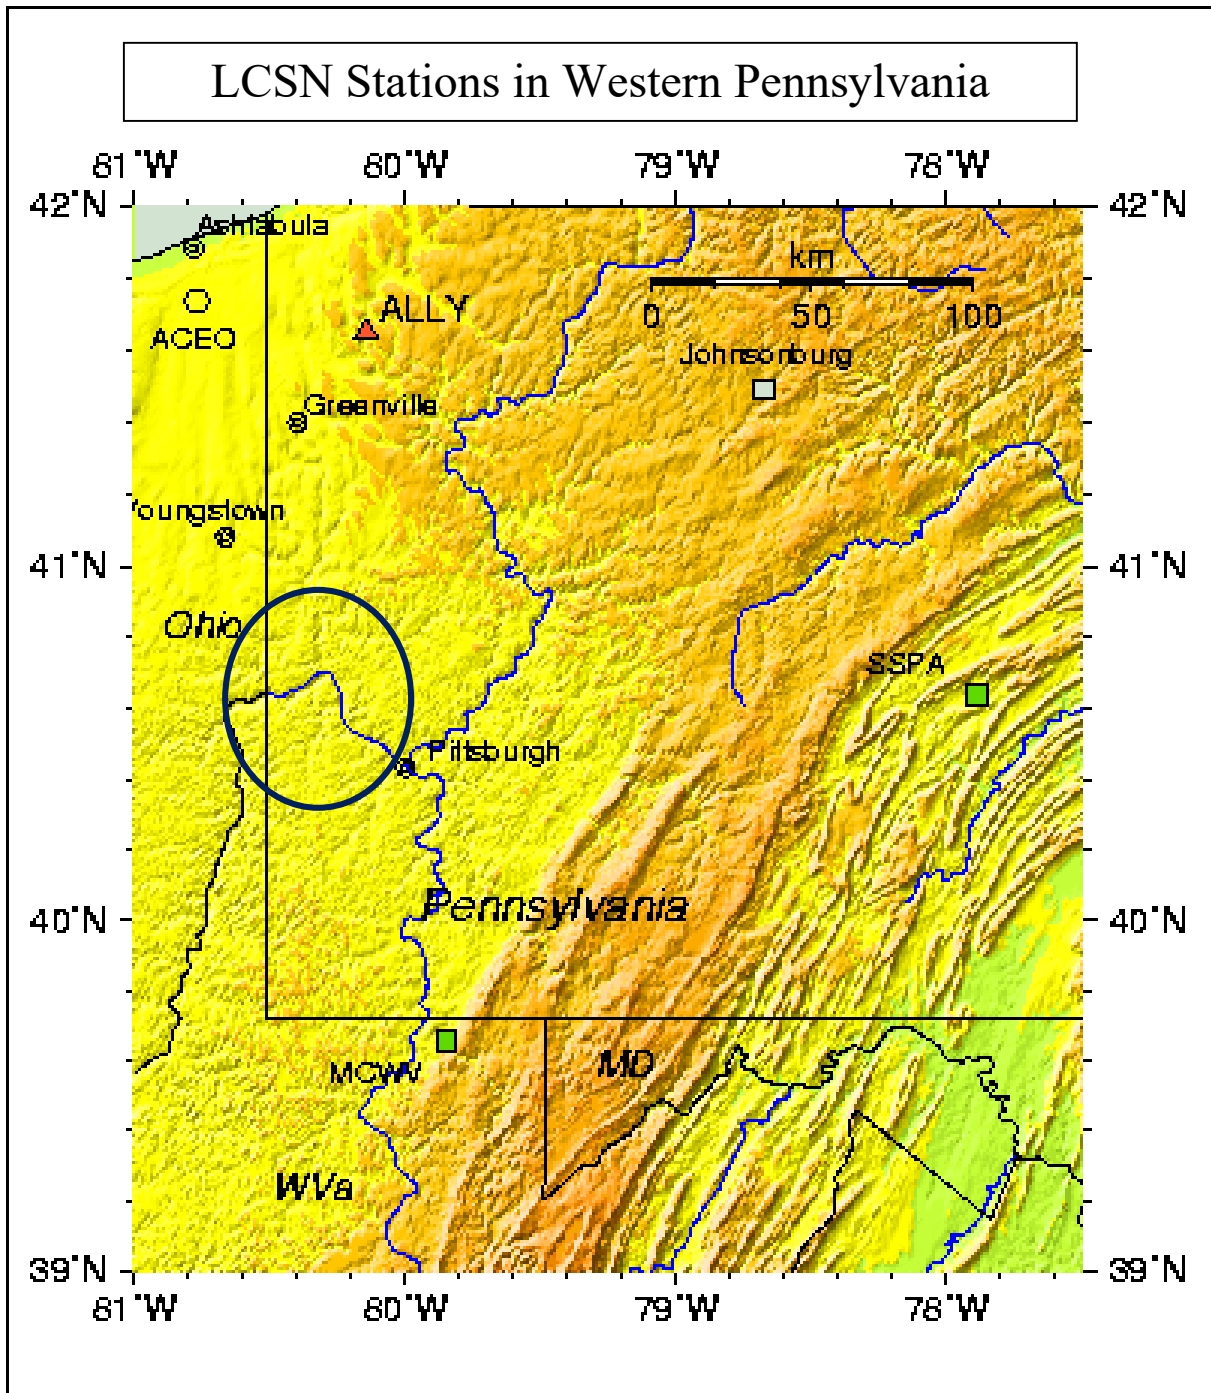 LCSN Stations in Western Pennsylvania
81°W 80°W 79°W 78°W
42°N 42°N
Ashtabula
km
ALLY
0 50 100
ACEO
Johnsonburg
Greenville
Youngstown
41°N 41°N
Ohio
SSPA
Pittsburgh
Pennsylvania
40°N 40°N
MCWV
MD
WVa
39°N 39°N
81°W 80°W 79°W 78°W